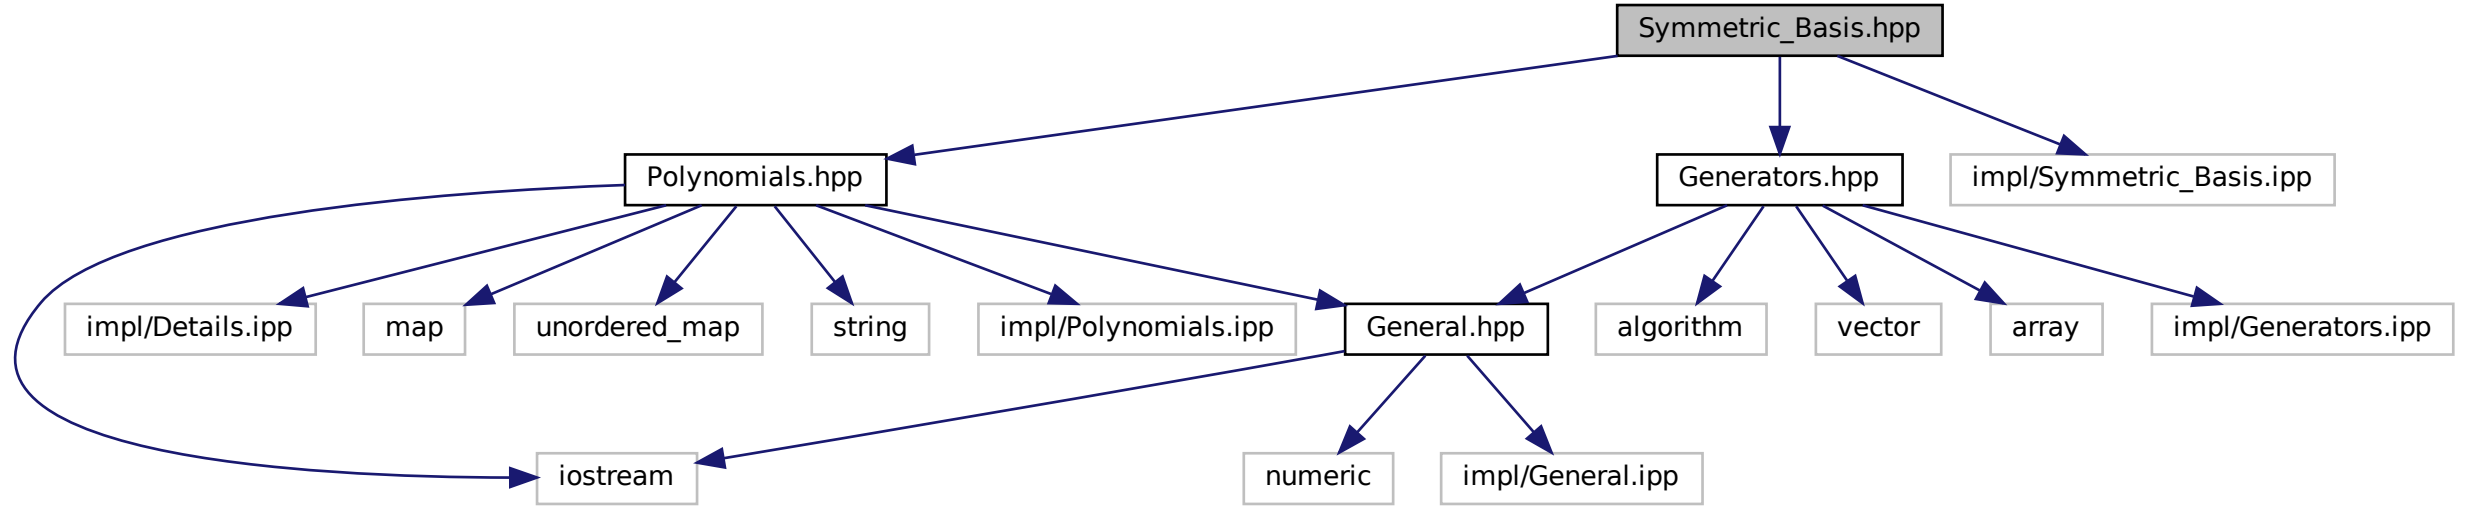 Symmetric_Basis.hpp
Polynomials.hpp
Generators.hpp
impl/Symmetric_Basis.ipp
impl/Details.ipp
map
unordered_map
string
impl/Polynomials.ipp
General.hpp
algorithm
vector
array
impl/Generators.ipp
iostream
numeric
impl/General.ipp